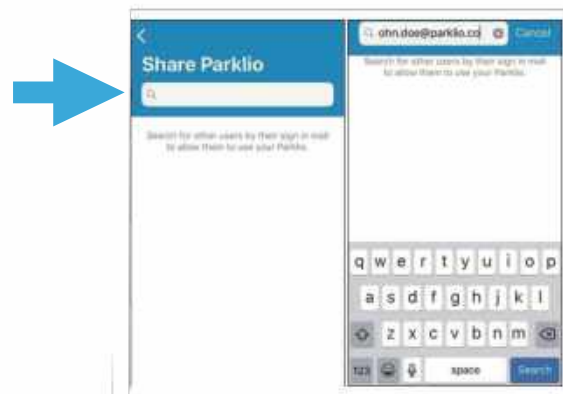 Share Parklio
Search for other users by their sign in mail
to allow them to use your Parklio.
ohn.doe@parklio.co
Cancel
Search for other users by their sign in mail
to allow them to use your Parklio.
q w e r t y u i o p
a s d f g h j k l
z x c v b n m
123 space Search